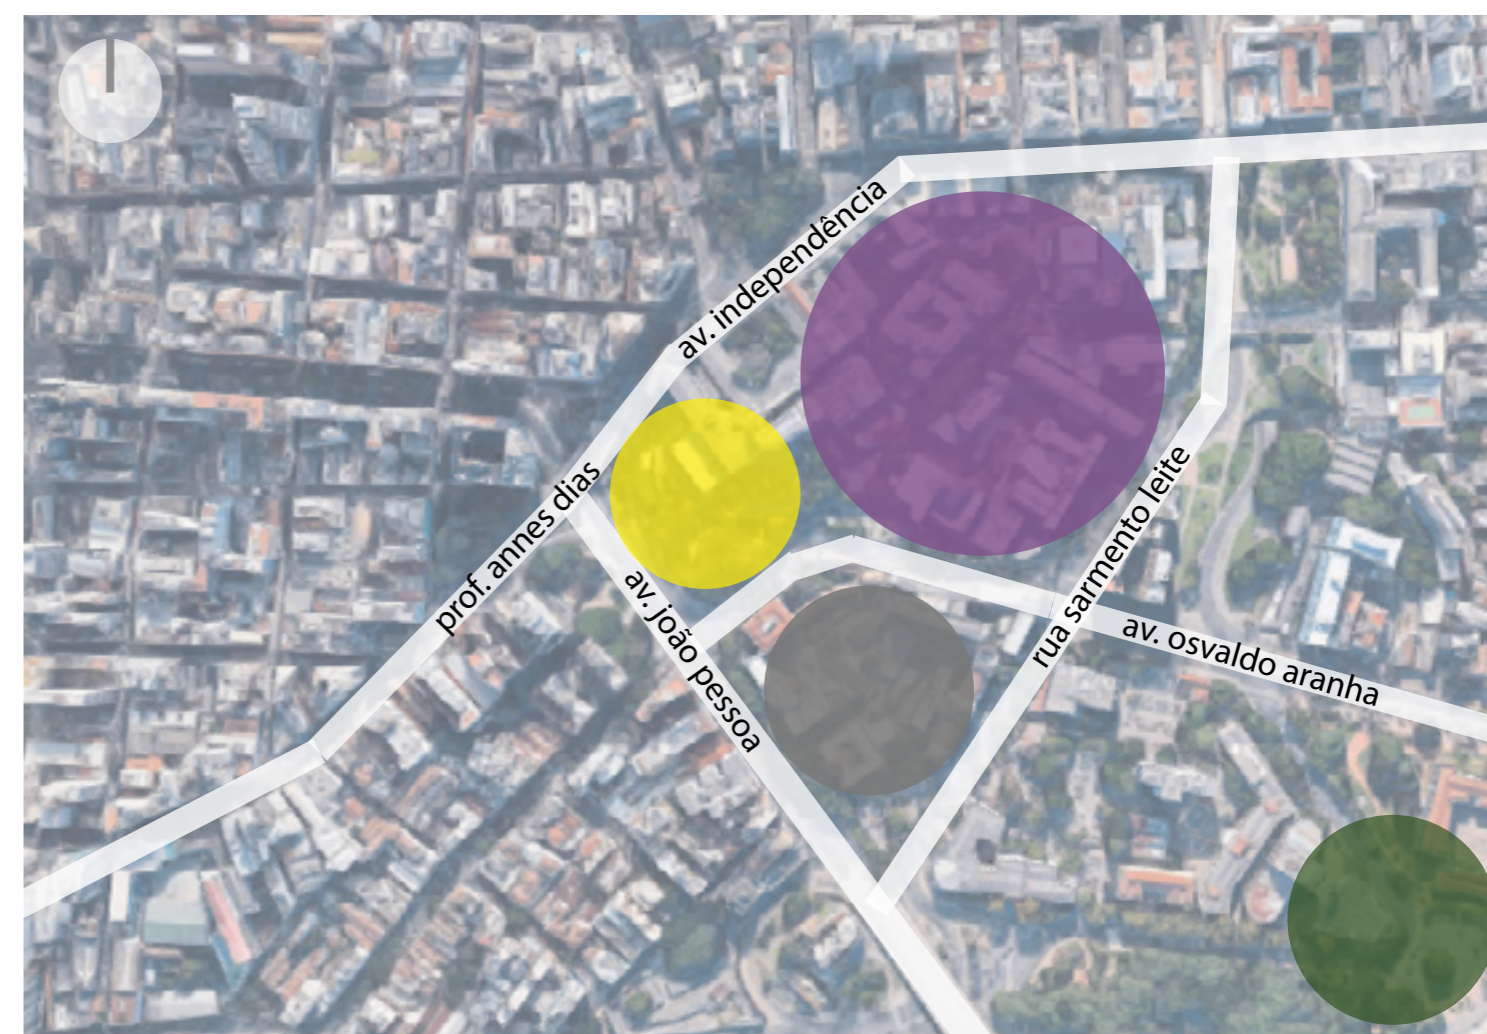 av. independência
prof. annes dias
av. joão pessoa
rua sarmento leite
av. osvaldo aranha